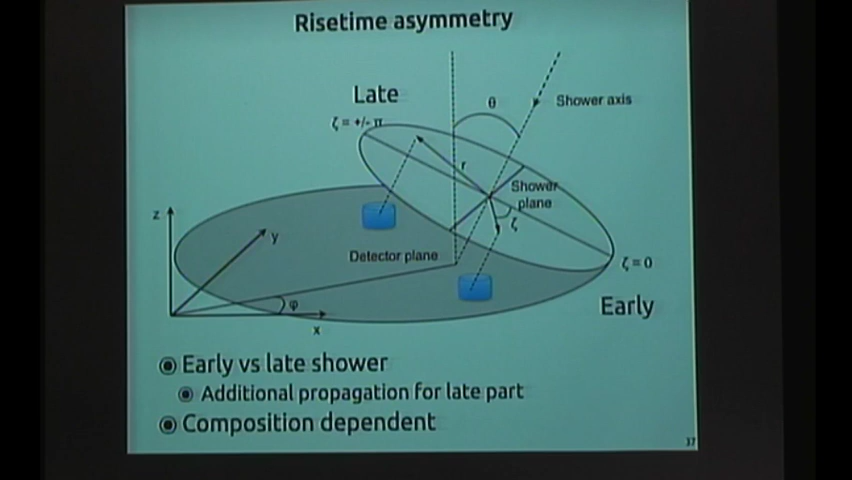 Risetime asymmetry
Late
ζ = +/- π
θ
Shower axis
r
Shower
plane
ζ
z
y
Detector plane
ζ = 0
φ
x
Early
Early vs late shower
Additional propagation for late part
Composition dependent
37